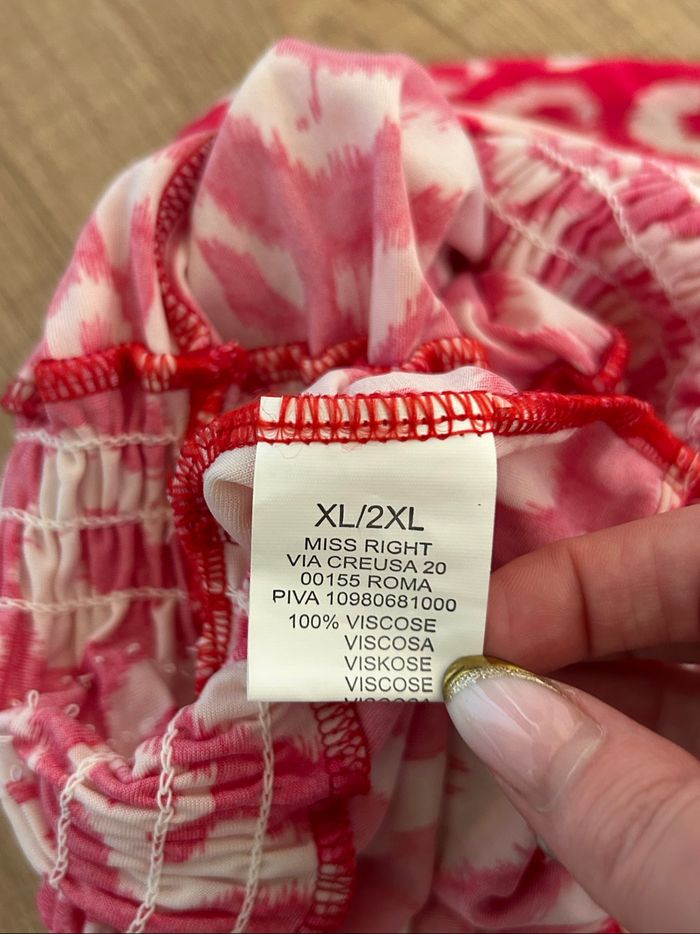 XL/2XL
MISS RIGHT
VIA CREUSA 20
00155 ROMA
PIVA 10980681000
100% VISCOSE
VISCOSA
VISKOSE
VISCOSE